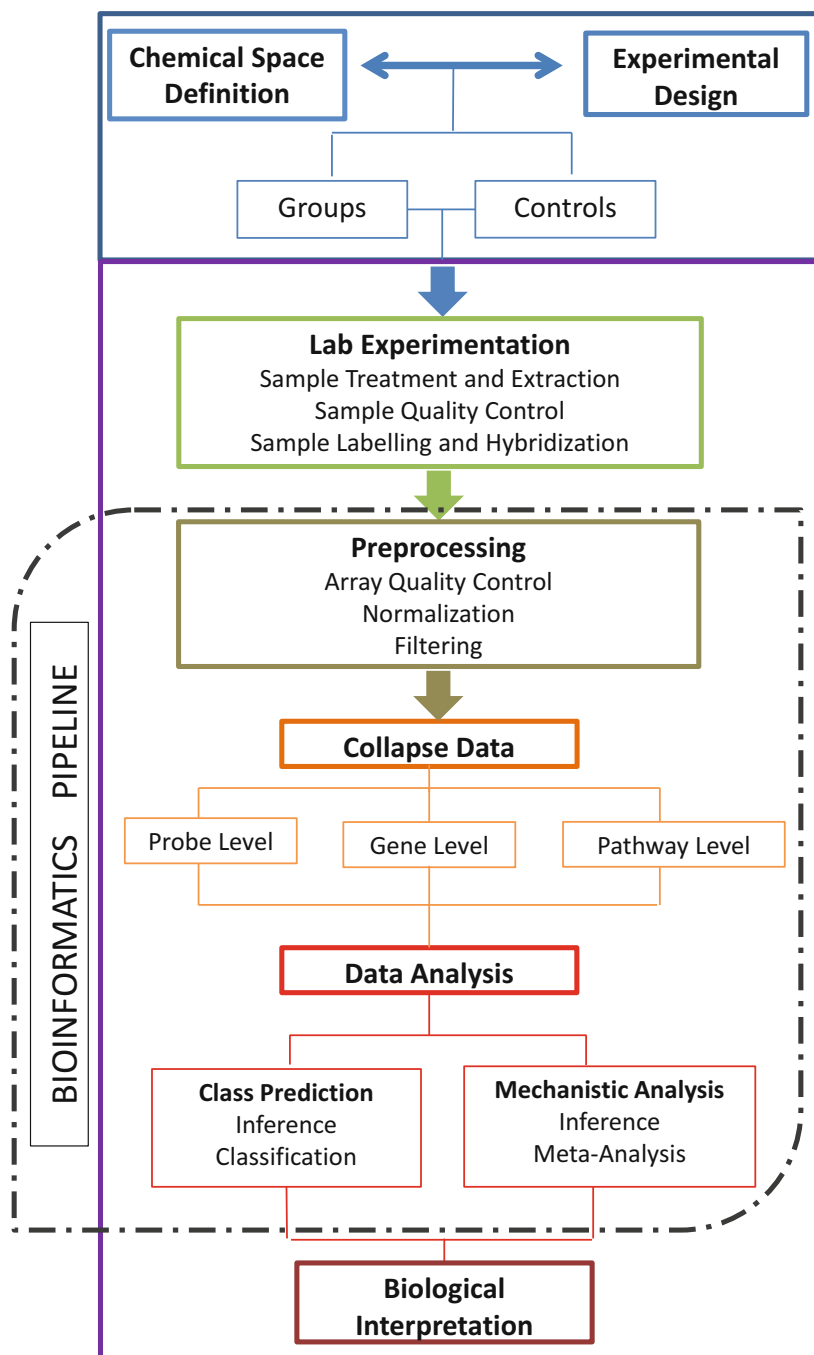 Chemical Space
Definition
Experimental
Design
Groups
Controls
Lab Experimentation
Sample Treatment and Extraction
Sample Quality Control
Sample Labelling and Hybridization
Preprocessing
Array Quality Control
Normalization
Filtering
BIOINFORMATICS PIPELINE
Collapse Data
Probe Level
Gene Level
Pathway Level
Data Analysis
Class Prediction
Inference
Classification
Mechanistic Analysis
Inference
Meta-Analysis
Biological
Interpretation